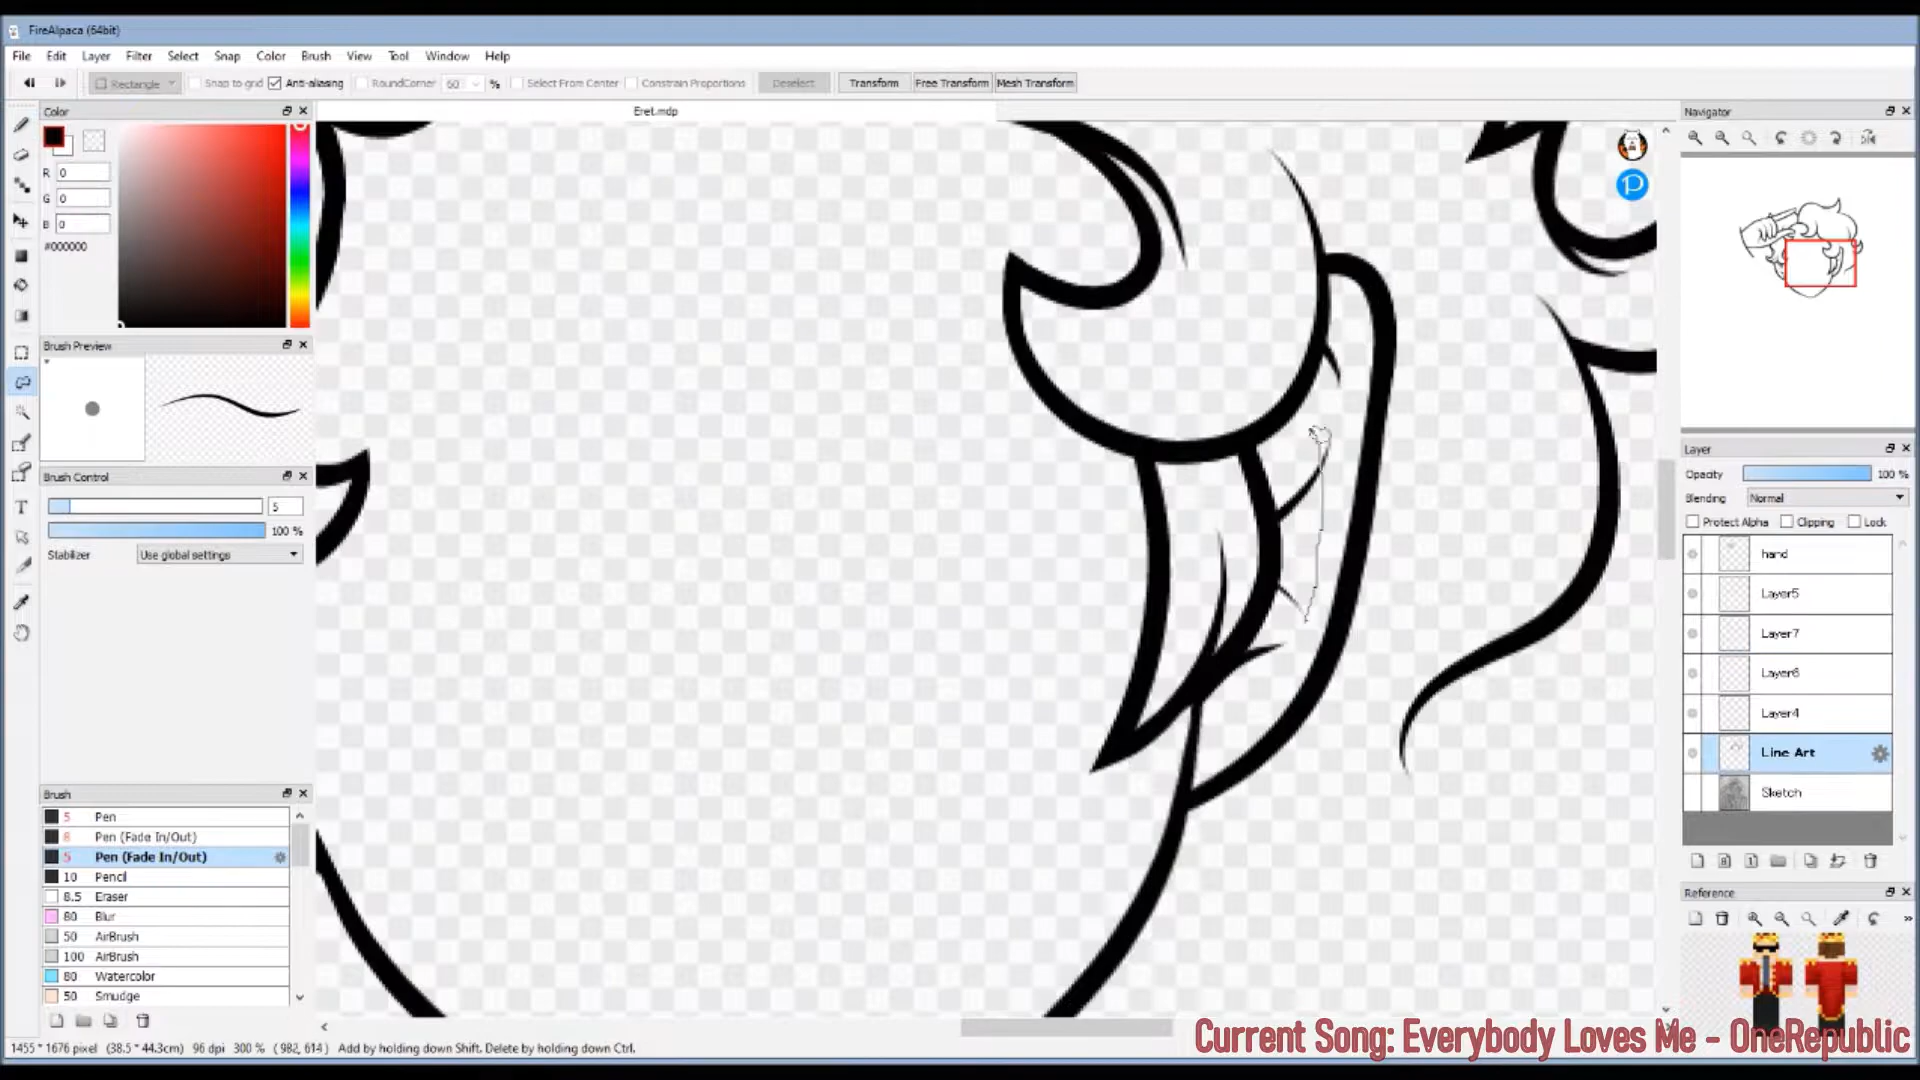 FireAlpaca (64bit)
File Edit Layer Filter Select Snap Color Brush View Tool Window Help
Rectangle Snap to grid Anti-aliasing RoundCorner 60 % Select From Center Constrain Proportions Deselect Transform Free Transform Mesh Transform
Color
Eret.mdp
Navigator
R 0
G 0
B 0
#000000
Brush Preview
Brush Control
5
100 %
Stabilizer Use global settings
Layer
Opacity 100 %
Blending Normal
Protect Alpha Clipping Lock
hand
Layer5
Layer7
Layer6
Layer4
Line Art
Sketch
Brush
5 Pen
8 Pen (Fade In/Out)
5 Pen (Fade In/Out)
10 Pencil
8.5 Eraser
80 Blur
50 AirBrush
100 AirBrush
80 Watercolor
50 Smudge
Reference
1455 * 1676 pixel (38.5 * 44.3cm) 96 dpi 300 % ( 982, 614 ) Add by holding down Shift. Delete by holding down Ctrl.
Current Song: Everybody Loves Me - OneRepublic